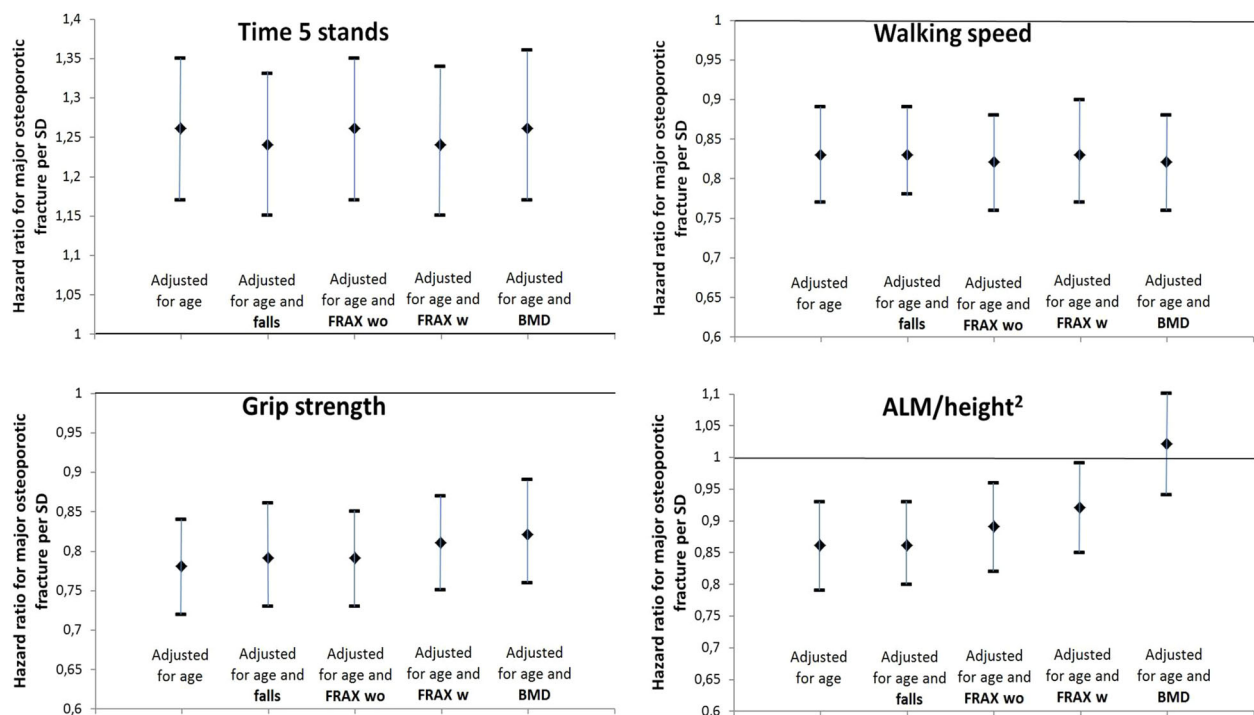 Time 5 stands
Hazard ratio for major osteoporotic
fracture per SD
1,4
1,35
1,3
1,25
1,2
1,15
1,1
1,05
1
Adjusted
for age
Adjusted
for age and
falls
Adjusted
for age and
FRAX wo
Adjusted
for age and
FRAX w
Adjusted
for age and
BMD
Walking speed
Hazard ratio for major osteoporotic
fracture per SD
1
0,95
0,9
0,85
0,8
0,75
0,7
0,65
0,6
Adjusted
for age
Adjusted
for age and
falls
Adjusted
for age and
FRAX wo
Adjusted
for age and
FRAX w
Adjusted
for age and
BMD
Grip strength
Hazard ratio for major osteoporotic
fracture per SD
1
0,95
0,9
0,85
0,8
0,75
0,7
0,65
0,6
Adjusted
for age
Adjusted
for age and
falls
Adjusted
for age and
FRAX wo
Adjusted
for age and
FRAX w
Adjusted
for age and
BMD
ALM/height²
Hazard ratio for major osteoporotic
fracture per SD
1,1
1,05
1
0,95
0,9
0,85
0,8
0,75
0,7
0,65
0,6
Adjusted
for age
Adjusted
for age and
falls
Adjusted
for age and
FRAX wo
Adjusted
for age and
FRAX w
Adjusted
for age and
BMD